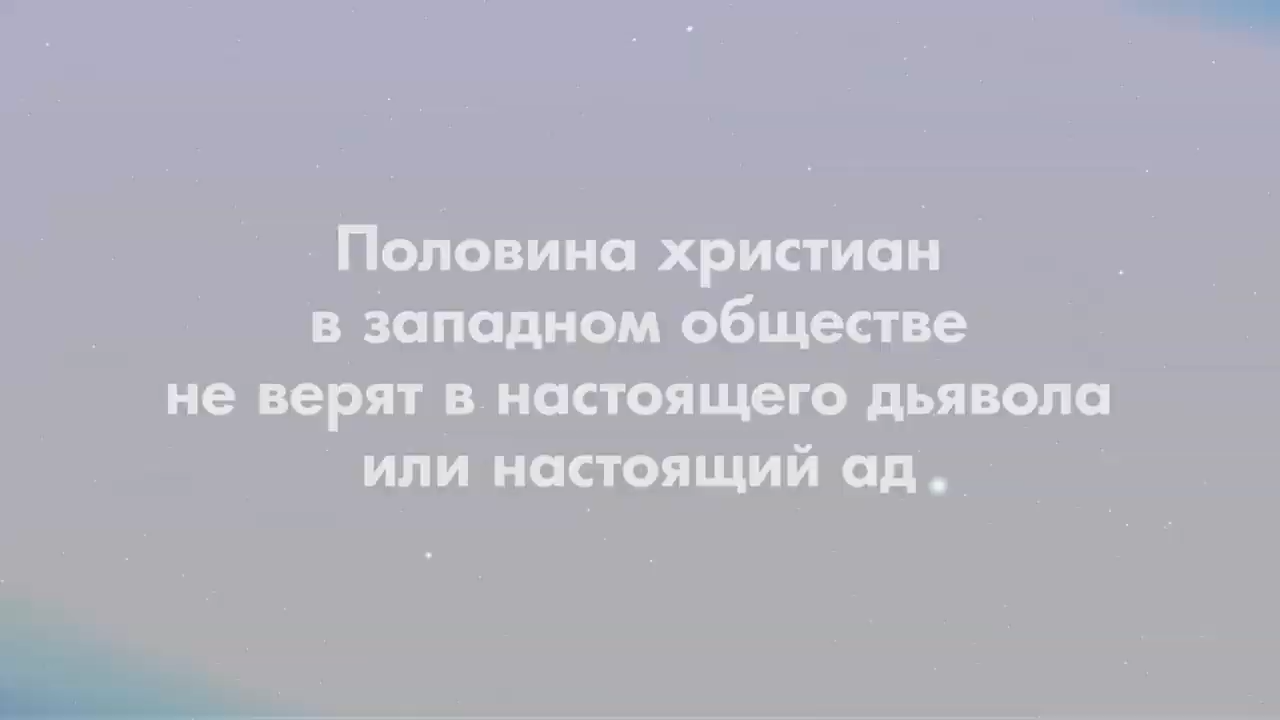 Половина христиан
в западном обществе
не верят в настоящего дьявола
или настоящий ад